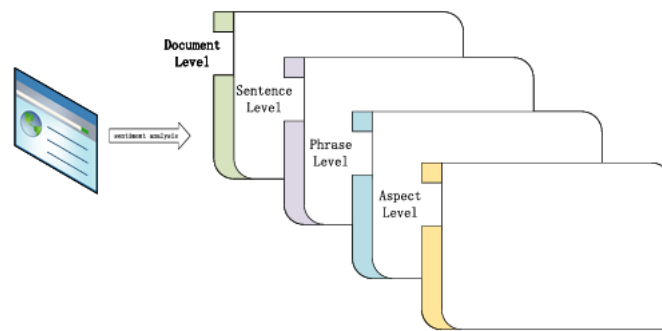 Document
Level
Sentence
Level
sentiment analysis
Phrase
Level
Aspect
Level